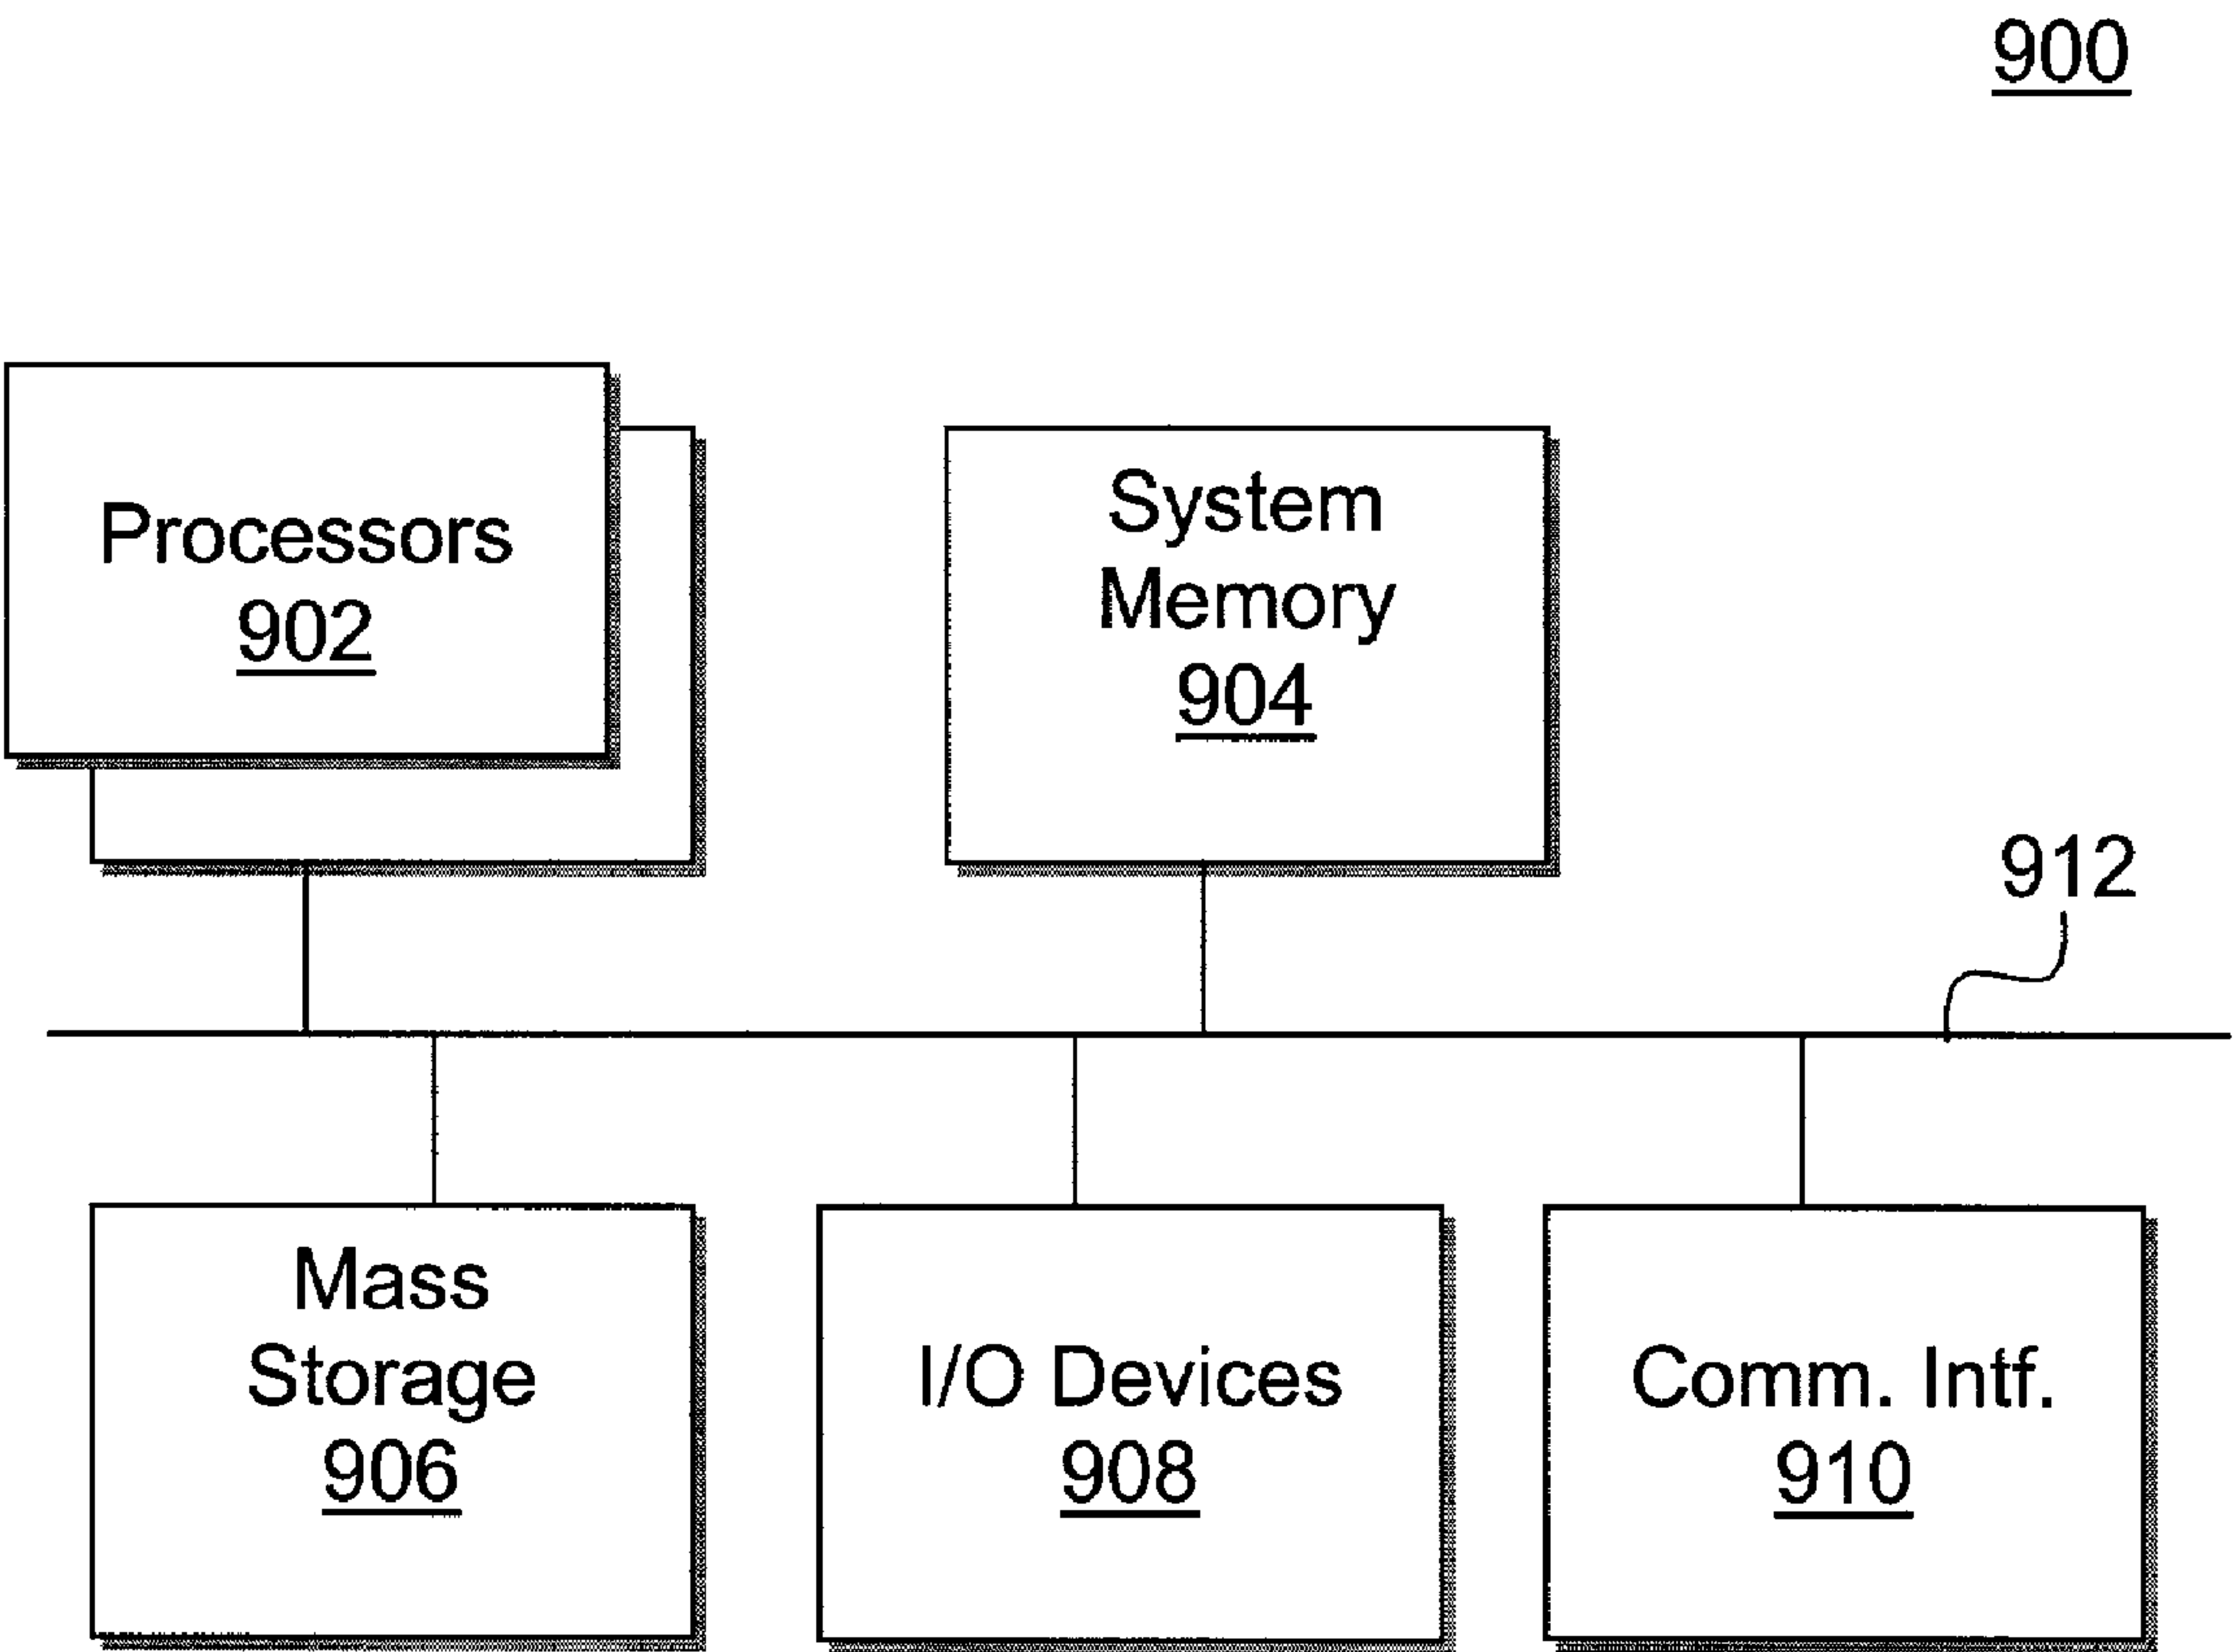 900
Processors
902
System
Memory
904
912
Mass
Storage
906
I/O Devices
908
Comm. Intf.
910